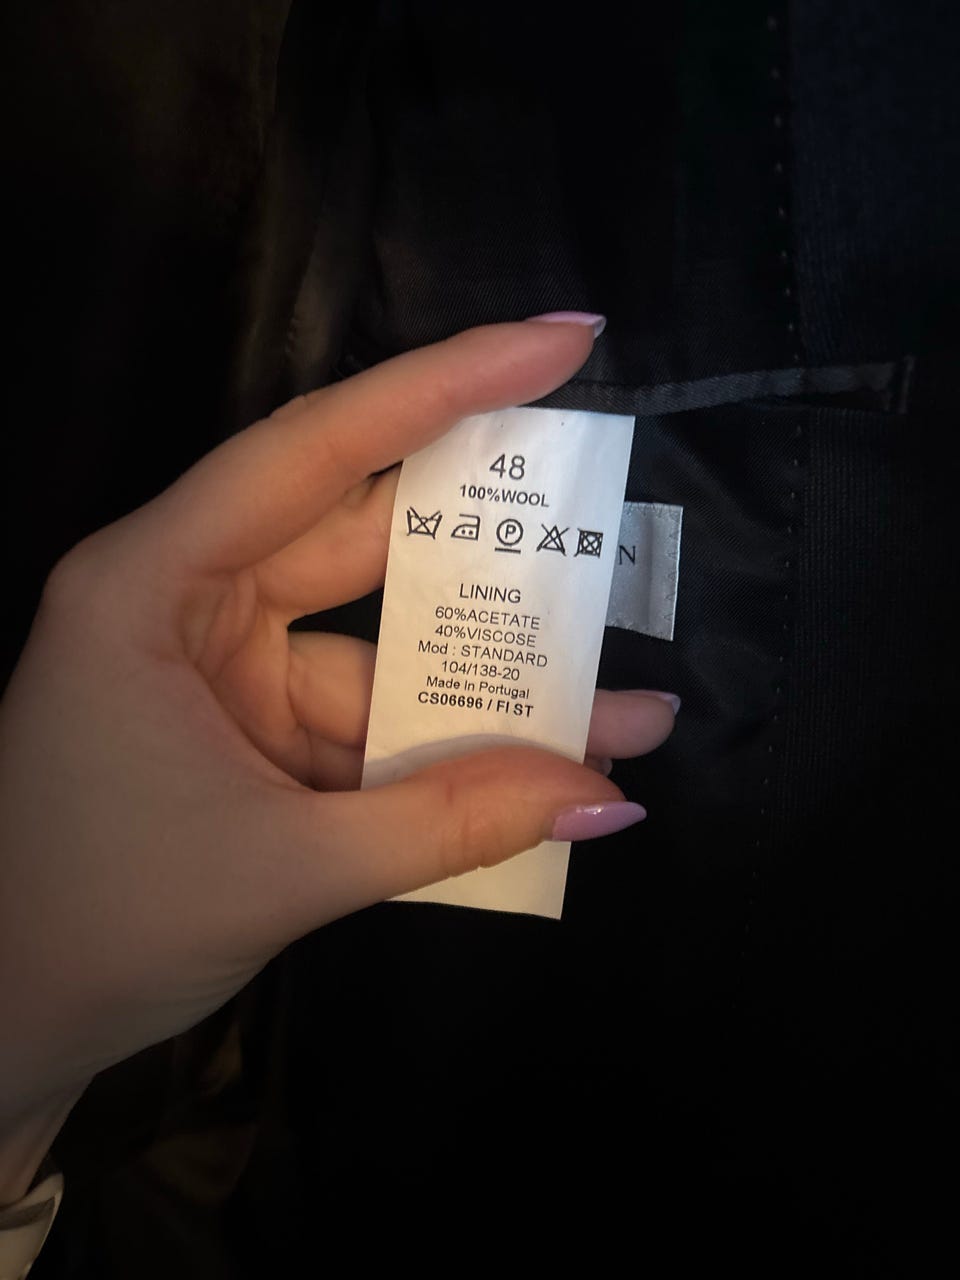 48
100%WOOL
P
N
LINING
60%ACETATE
40%VISCOSE
Mod : STANDARD
104/138-20
Made In Portugal
CS06696 / FI ST